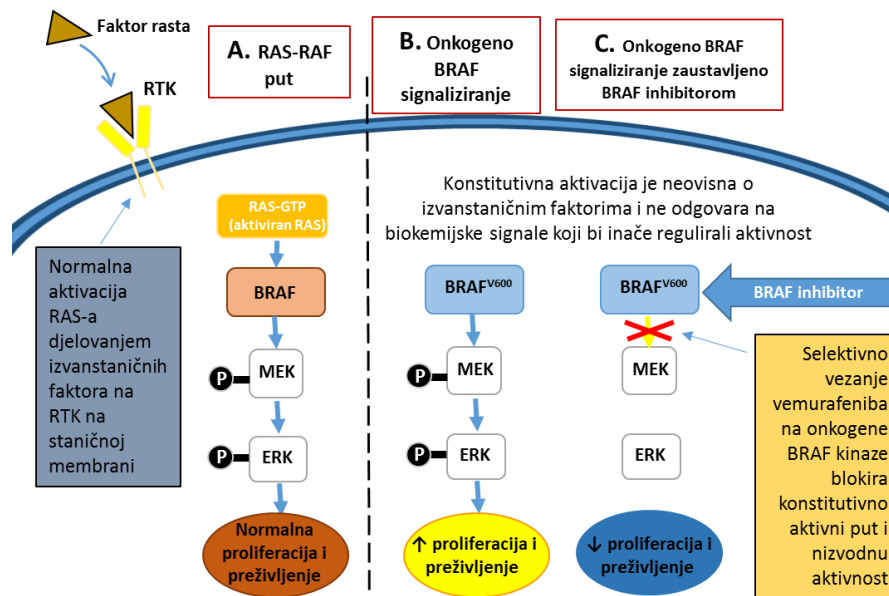 Faktor rasta
RTK
A. RAS-RAF
put
B. Onkogeno
BRAF
signaliziranje
C. Onkogeno BRAF
signaliziranje zaustavljeno
BRAF inhibitorom
Konstitutivna aktivacija je neovisna o
izvanstaničnim faktorima i ne odgovara na
biokemijske signale koji bi inače regulirali aktivnost
Normalna
aktivacija
RAS-a
djelovanjem
izvanstaničnih
faktora na
RTK na
staničnoj
membrani
RAS-GTP
(aktiviran RAS)
BRAF
P
MEK
P
ERK
Normalna
proliferacija i
preživljenje
BRAFV600
P
MEK
P
ERK
↑ proliferacija i
preživljenje
BRAFV600
MEK
ERK
↓ proliferacija i
preživljenje
BRAF inhibitor
Selektivno
vezanje
vemurafeniba
na onkogene
BRAF kinaze
blokira
konstitutivno
aktivni put i
nizvodnu
aktivnost